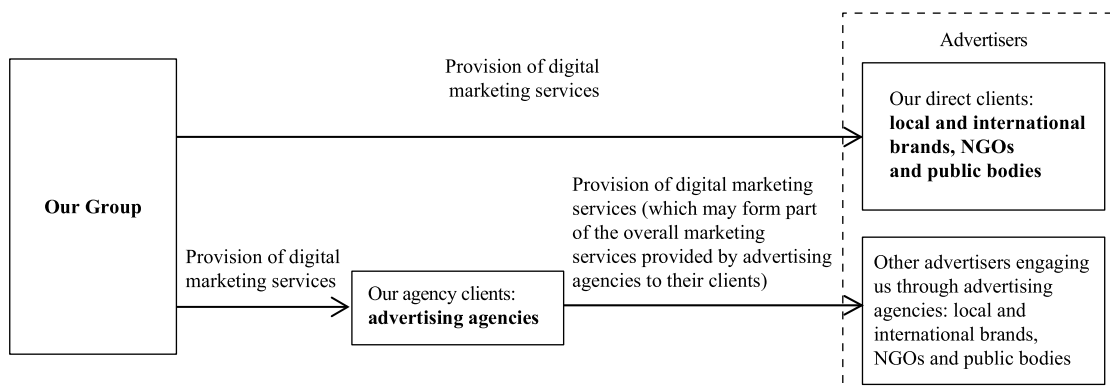 Advertisers
Provision of digital
marketing services
Our direct clients:
local and international
brands, NGOs
and public bodies
Our Group
Provision of digital marketing
services (which may form part
of the overall marketing
services provided by advertising
agencies to their clients)
Provision of digital
marketing services
Our agency clients:
advertising agencies
Other advertisers engaging
us through advertising
agencies: local and
international brands,
NGOs and public bodies